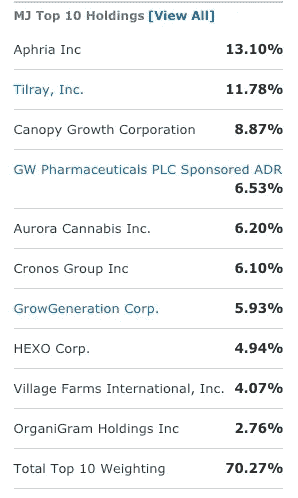 MJ Top 10 Holdings [View All]
Aphria Inc 13.10%
Tilray, Inc. 11.78%
Canopy Growth Corporation 8.87%
GW Pharmaceuticals PLC Sponsored ADR
6.53%
Aurora Cannabis Inc. 6.20%
Cronos Group Inc 6.10%
GrowGeneration Corp. 5.93%
HEXO Corp. 4.94%
Village Farms International, Inc. 4.07%
OrganiGram Holdings Inc 2.76%
Total Top 10 Weighting 70.27%